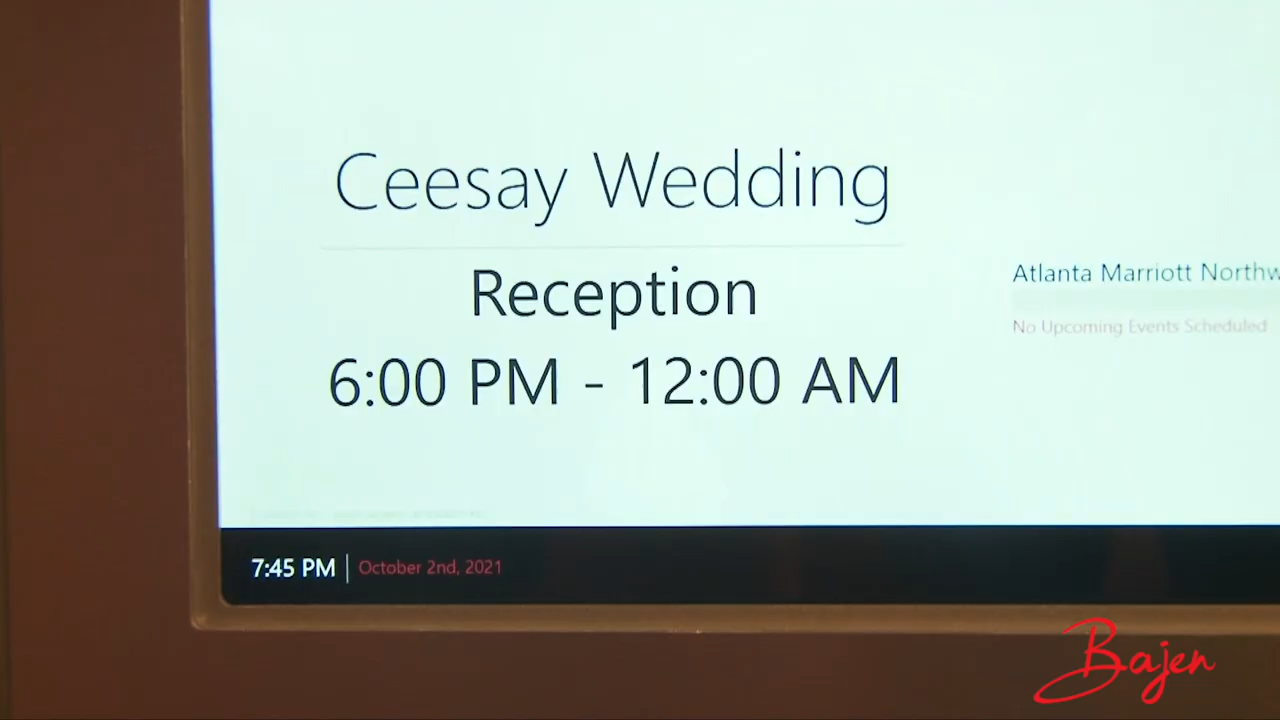 Ceesay Wedding
Reception
6:00 PM - 12:00 AM
Atlanta Marriott Northw
No Upcoming Events Scheduled
7:45 PM | October 2nd, 2021
Bajen